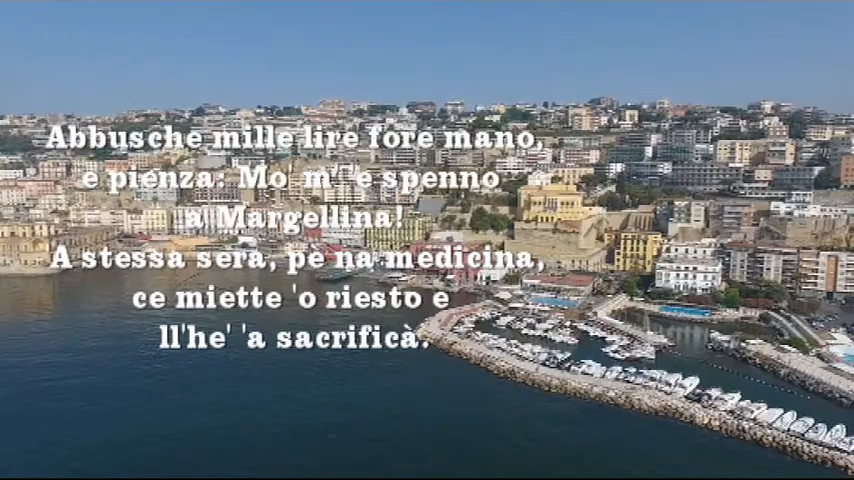 Abbusche mille lire fore mano,
e pienza: Mo m' 'e spenno
a Margellina!
A stessa sera, pe na medicina,
ce miette 'o riesto e
ll'he' 'a sacrificà.